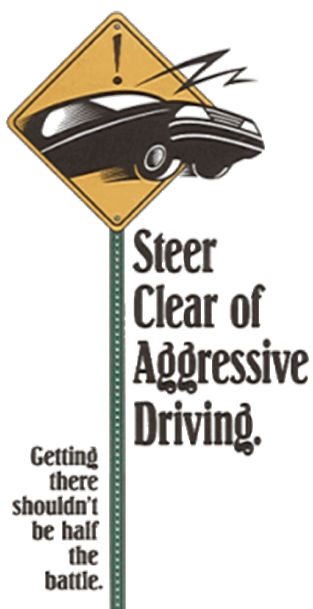 !
Steer
Clear of
Aggressive
Driving.
Getting
there
shouldn't
be half
the
battle.